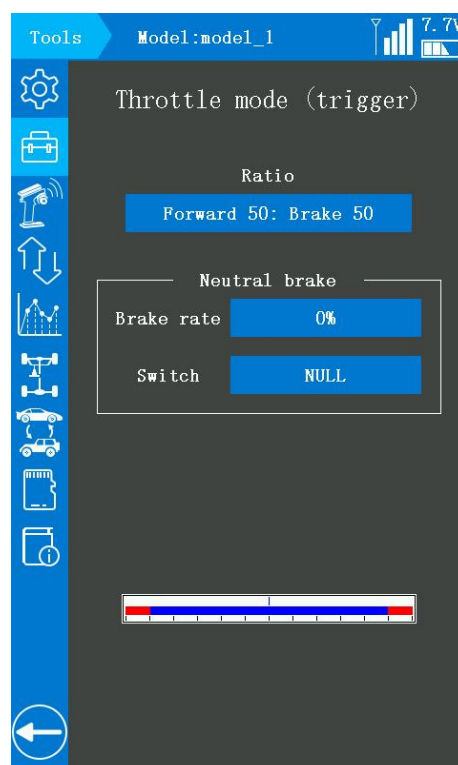 Tools
Model:model_1
7.7V
Throttle mode (trigger)
Ratio
Forward 50: Brake 50
Neutral brake
Brake rate
0%
Switch
NULL